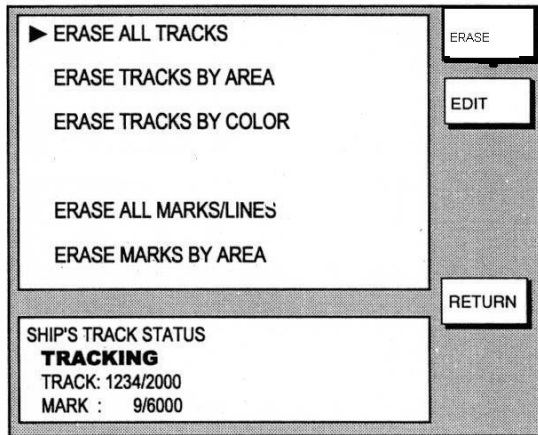 ▶ ERASE ALL TRACKS
ERASE TRACKS BY AREA
ERASE TRACKS BY COLOR
ERASE ALL MARKS/LINES
ERASE MARKS BY AREA
ERASE
EDIT
RETURN
SHIP'S TRACK STATUS
TRACKING
TRACK: 1234/2000
MARK : 9/6000